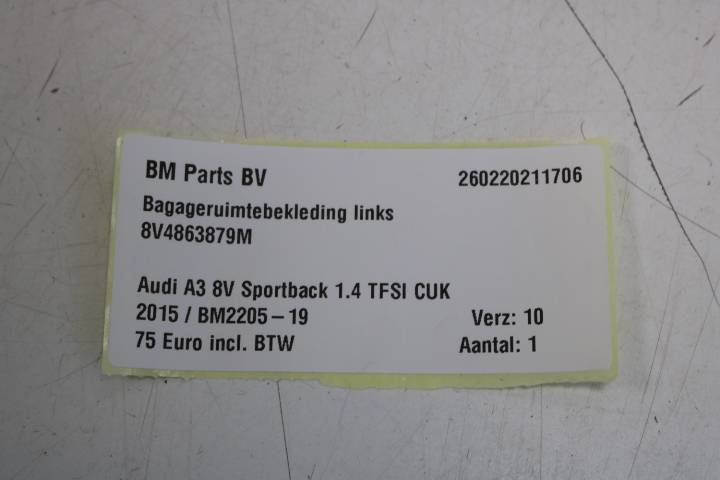 BM Parts BV 260220211706
Bagageruimtebekleding links
8V4863879M
Audi A3 8V Sportback 1.4 TFSI CUK
2015 / BM2205-19 Verz: 10
75 Euro incl. BTW Aantal: 1